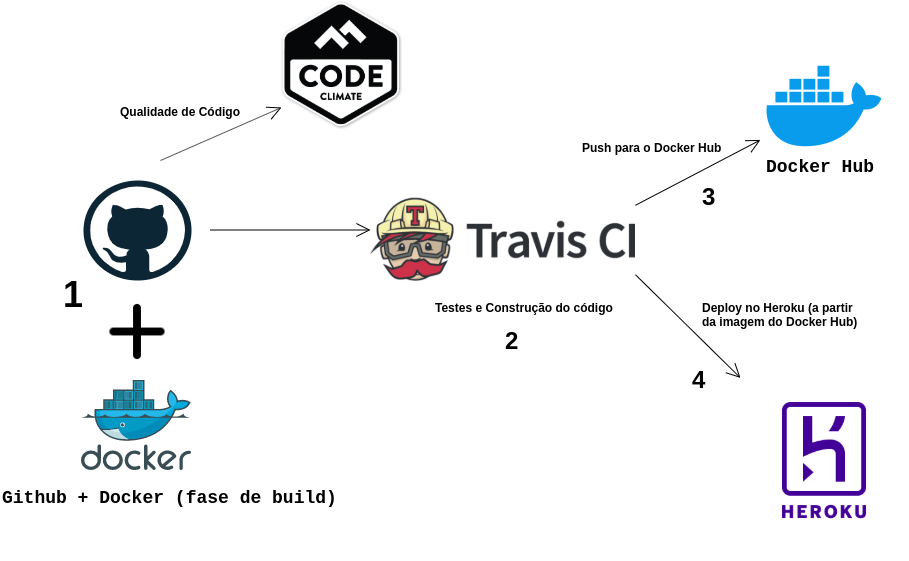 CODE
CLIMATE
Qualidade de Código
Push para o Docker Hub
Docker Hub
3
T
Travis CI
1
Testes e Construção do código
2
Deploy no Heroku (a partir
da imagem do Docker Hub)
4
docker
Github + Docker (fase de build)
HEROKU